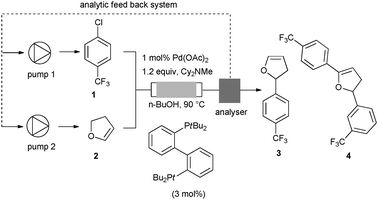 analytic feed back system
Cl
CF3
pump 1
1
pump 2
O
2
1 mol% Pd(OAc)2
1.2 equiv, Cy2NMe
n-BuOH, 90 °C
analyser
PtBu2
Bu2Pt
(3 mol%)
O
CF3
3
F3C
O
F3C
4